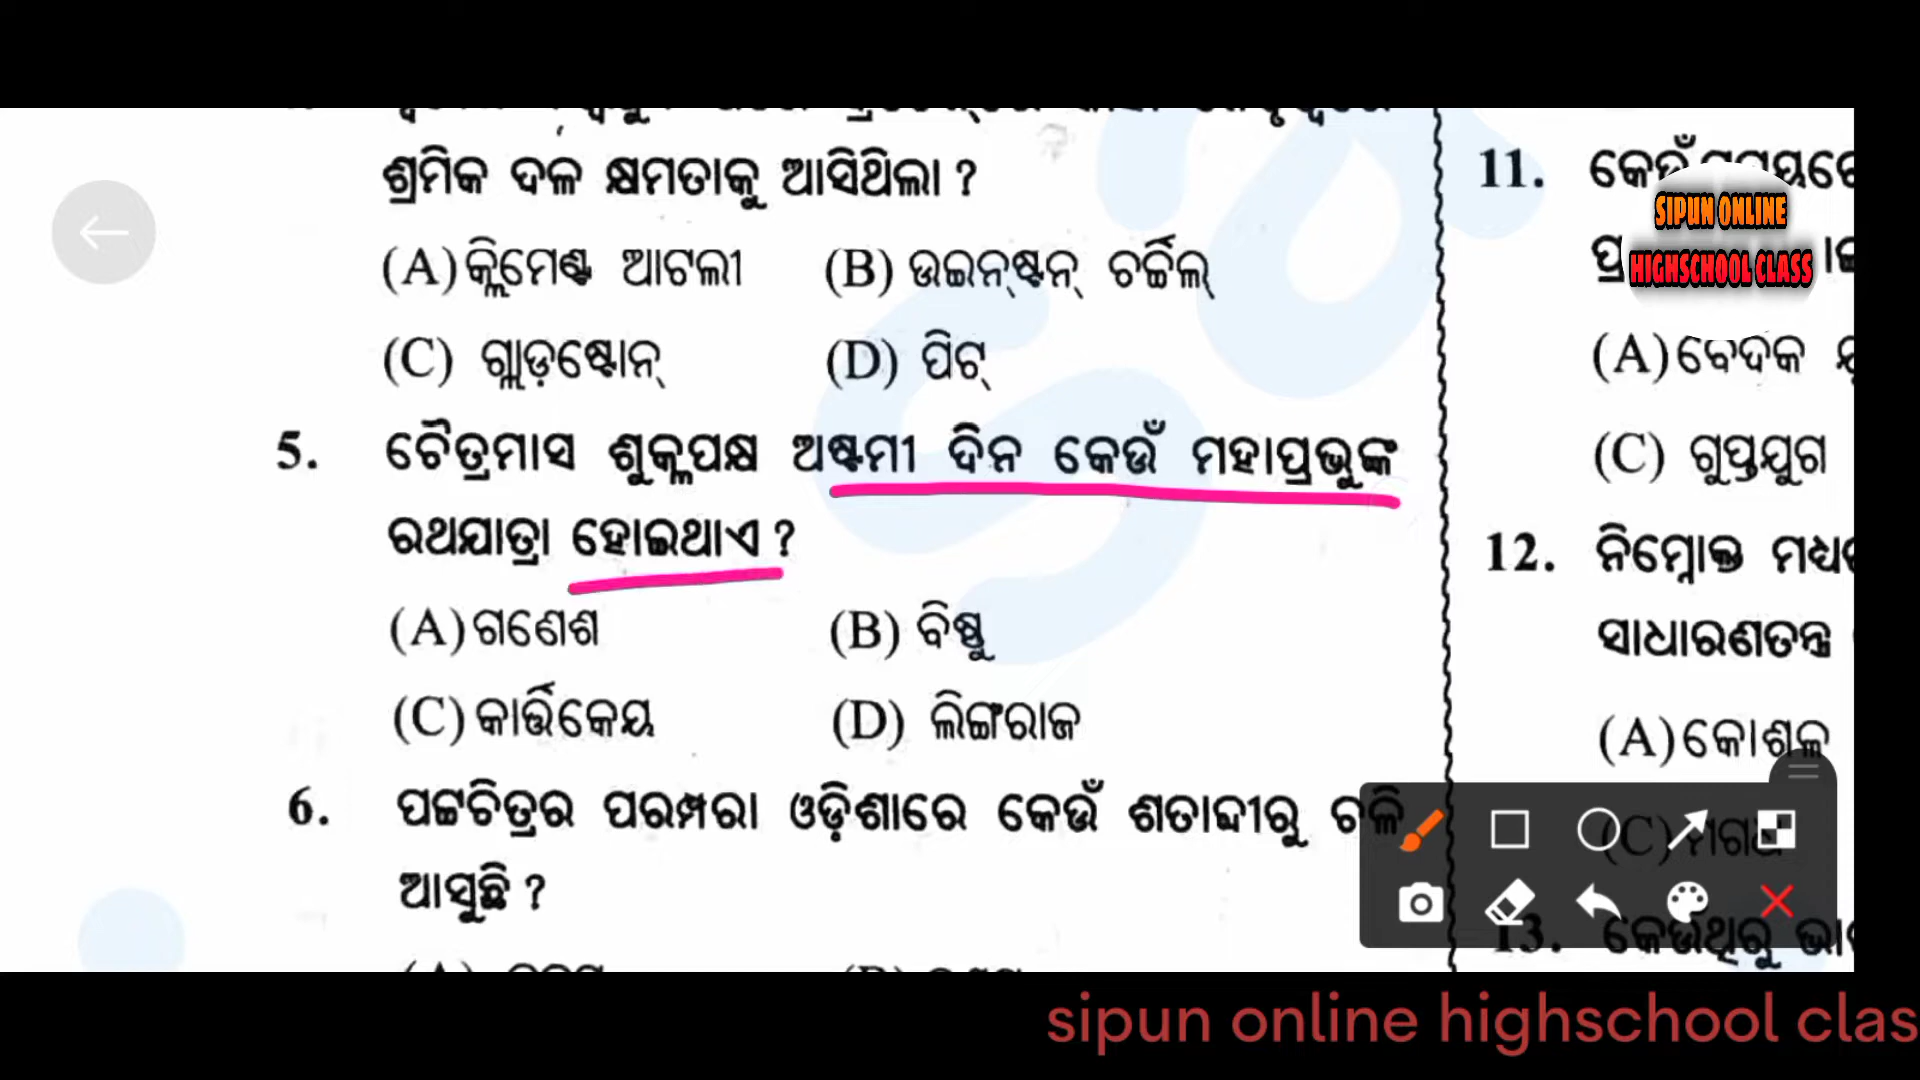 ଶ୍ରମିକ ଦଳ କ୍ଷମତାକୁ ଆସିଥିଲା ?
(A) କ୍ଲିମେଣ୍ଟ ଆଟଲୀ (B) ଉଇନ୍‌ଷ୍ଟନ୍ ଚର୍ଚ୍ଚିଲ୍
(C) ଗ୍ଲାଡ଼ଷ୍ଟୋନ୍ (D) ପିଟ୍
5. ଚୈତ୍ରମାସ ଶୁକ୍ଳପକ୍ଷ ଅଷ୍ଟମୀ ଦିନ କେଉଁ ମହାପ୍ରଭୁଙ୍କ
ରଥଯାତ୍ରା ହୋଇଥାଏ ?
(A) ଗଣେଶ (B) ବିଷ୍ଣୁ
(C) କାର୍ତ୍ତିକେୟ (D) ଲିଙ୍ଗରାଜ
6. ପଟ୍ଟଚିତ୍ରର ପରମ୍ପରା ଓଡ଼ିଶାରେ କେଉଁ ଶତାବ୍ଦୀରୁ ଚଳି
ଆସୁଛି ?
11. କେଉଁ
(A) ବେଦିକ
(C) ଗୁପ୍ତଯୁଗ
12. ନିମ୍ନୋକ୍ତ
ସାଧାରଣତନ୍ତ୍ର
(A) କୋଶଳ
(C) ମଗଧ
13. କେଉଁଥିରୁ
SIPUN ONLINE
HIGHSCHOOL CLASS
sipun online highschool clas